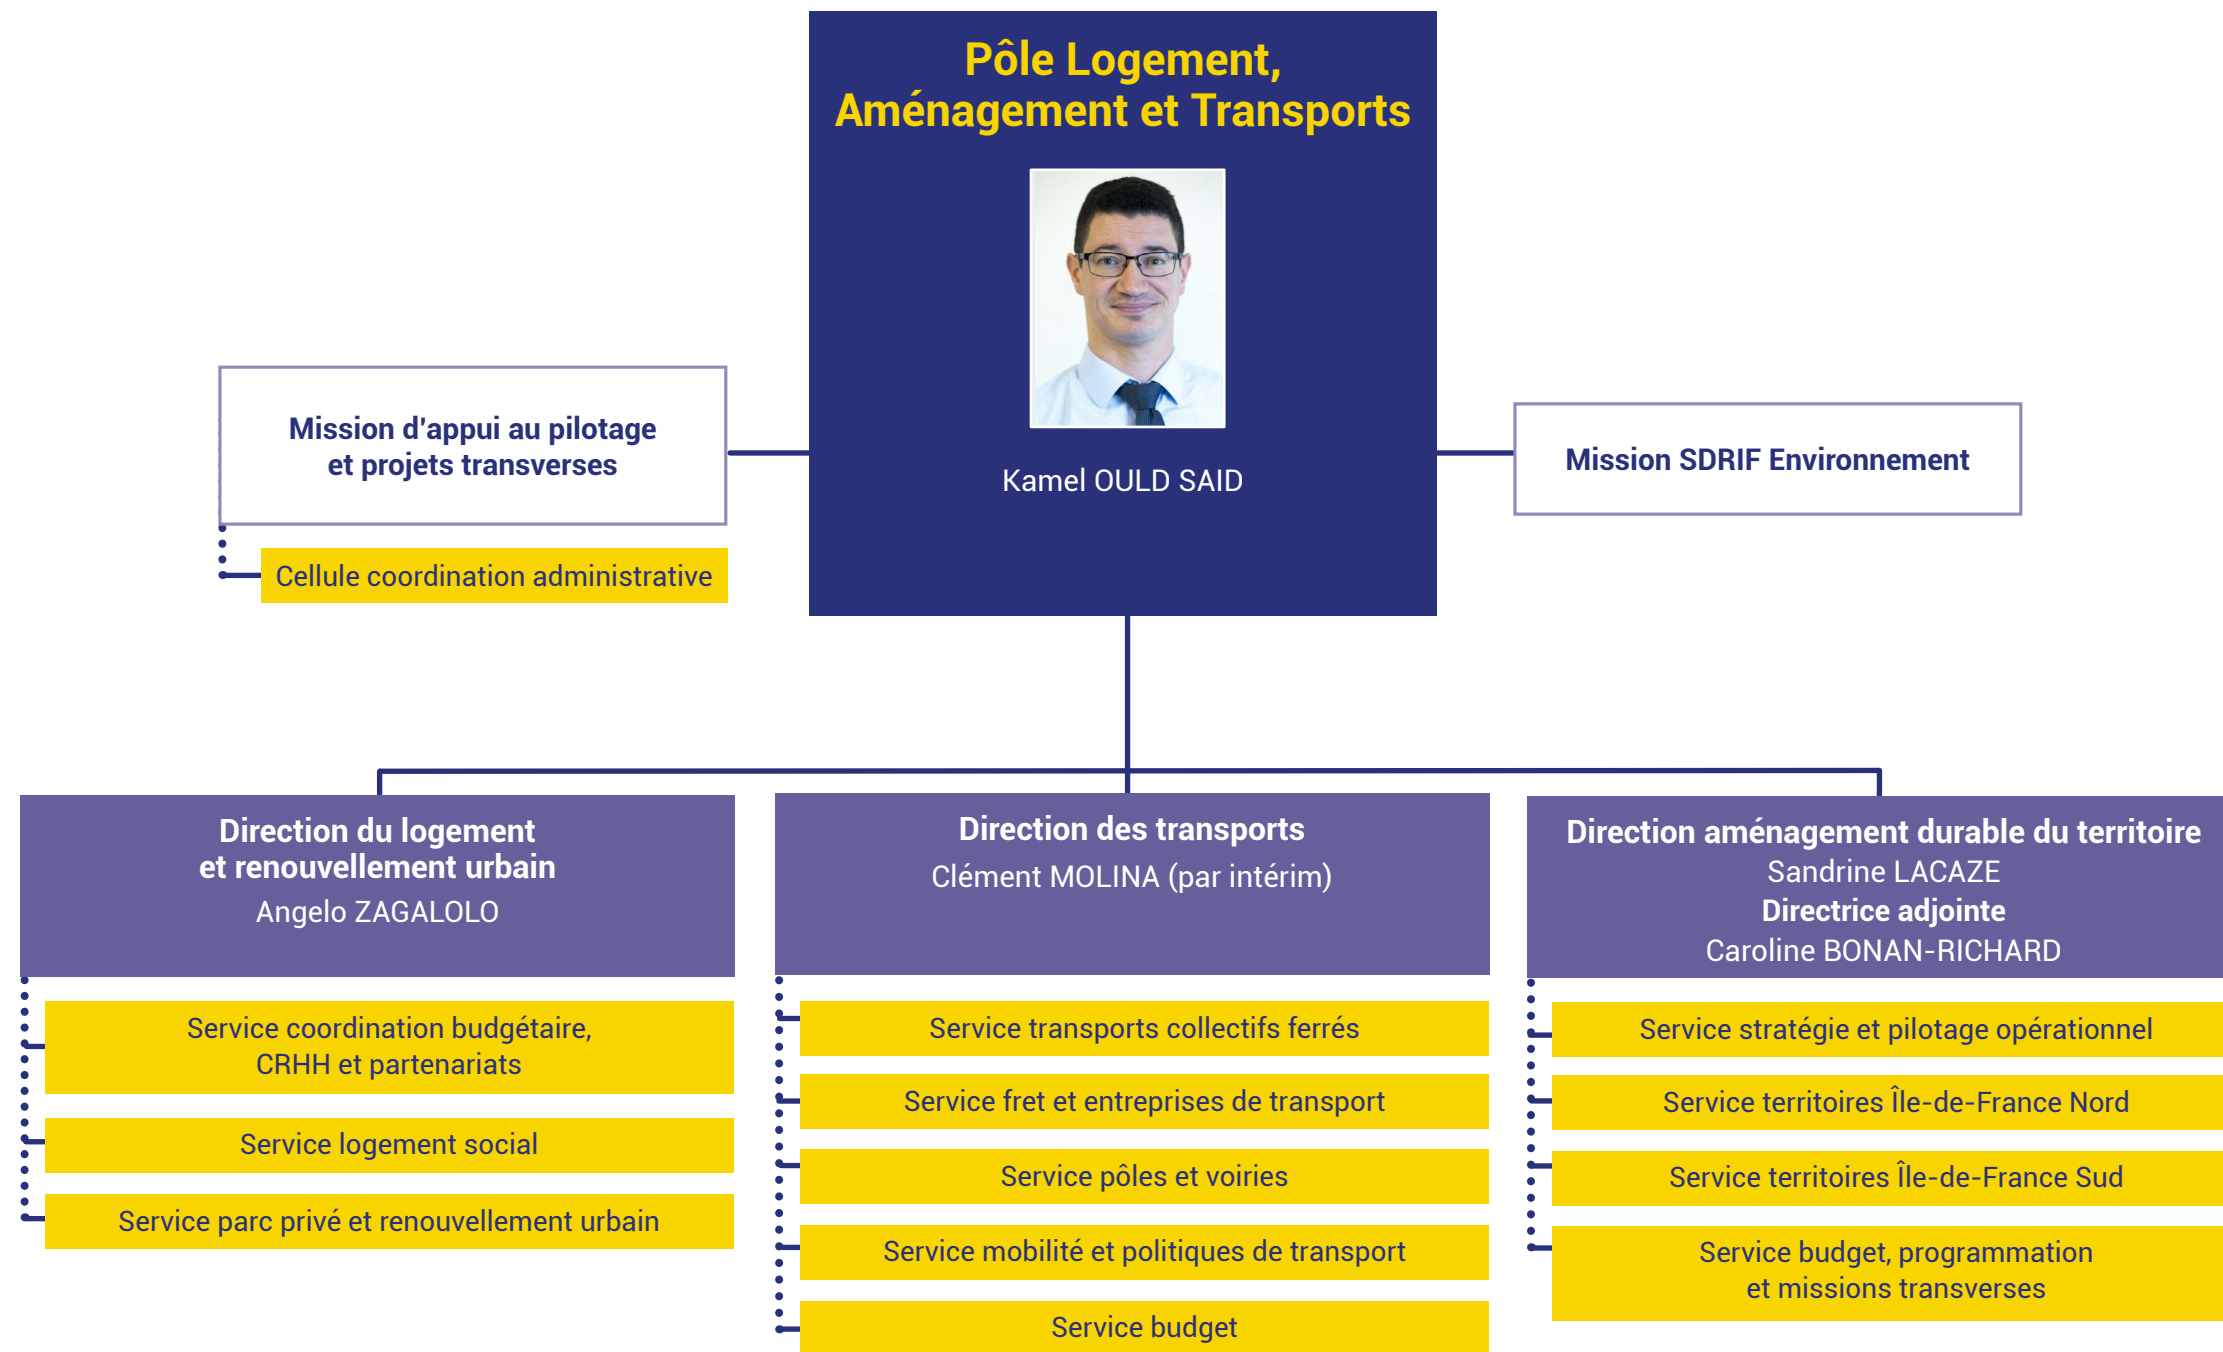 Pôle Logement,
Aménagement et Transports
Kamel OULD SAID
Mission d'appui au pilotage
et projets transverses
Cellule coordination administrative
Mission SDRIF Environnement
Direction du logement
et renouvellement urbain
Angelo ZAGALOLO
Service coordination budgétaire,
CRHH et partenariats
Service logement social
Service parc privé et renouvellement urbain
Direction des transports
Clément MOLINA (par intérim)
Service transports collectifs ferrés
Service fret et entreprises de transport
Service pôles et voiries
Service mobilité et politiques de transport
Service budget
Direction aménagement durable du territoire
Sandrine LACAZE
Directrice adjointe
Caroline BONAN-RICHARD
Service stratégie et pilotage opérationnel
Service territoires Île-de-France Nord
Service territoires Île-de-France Sud
Service budget, programmation
et missions transverses